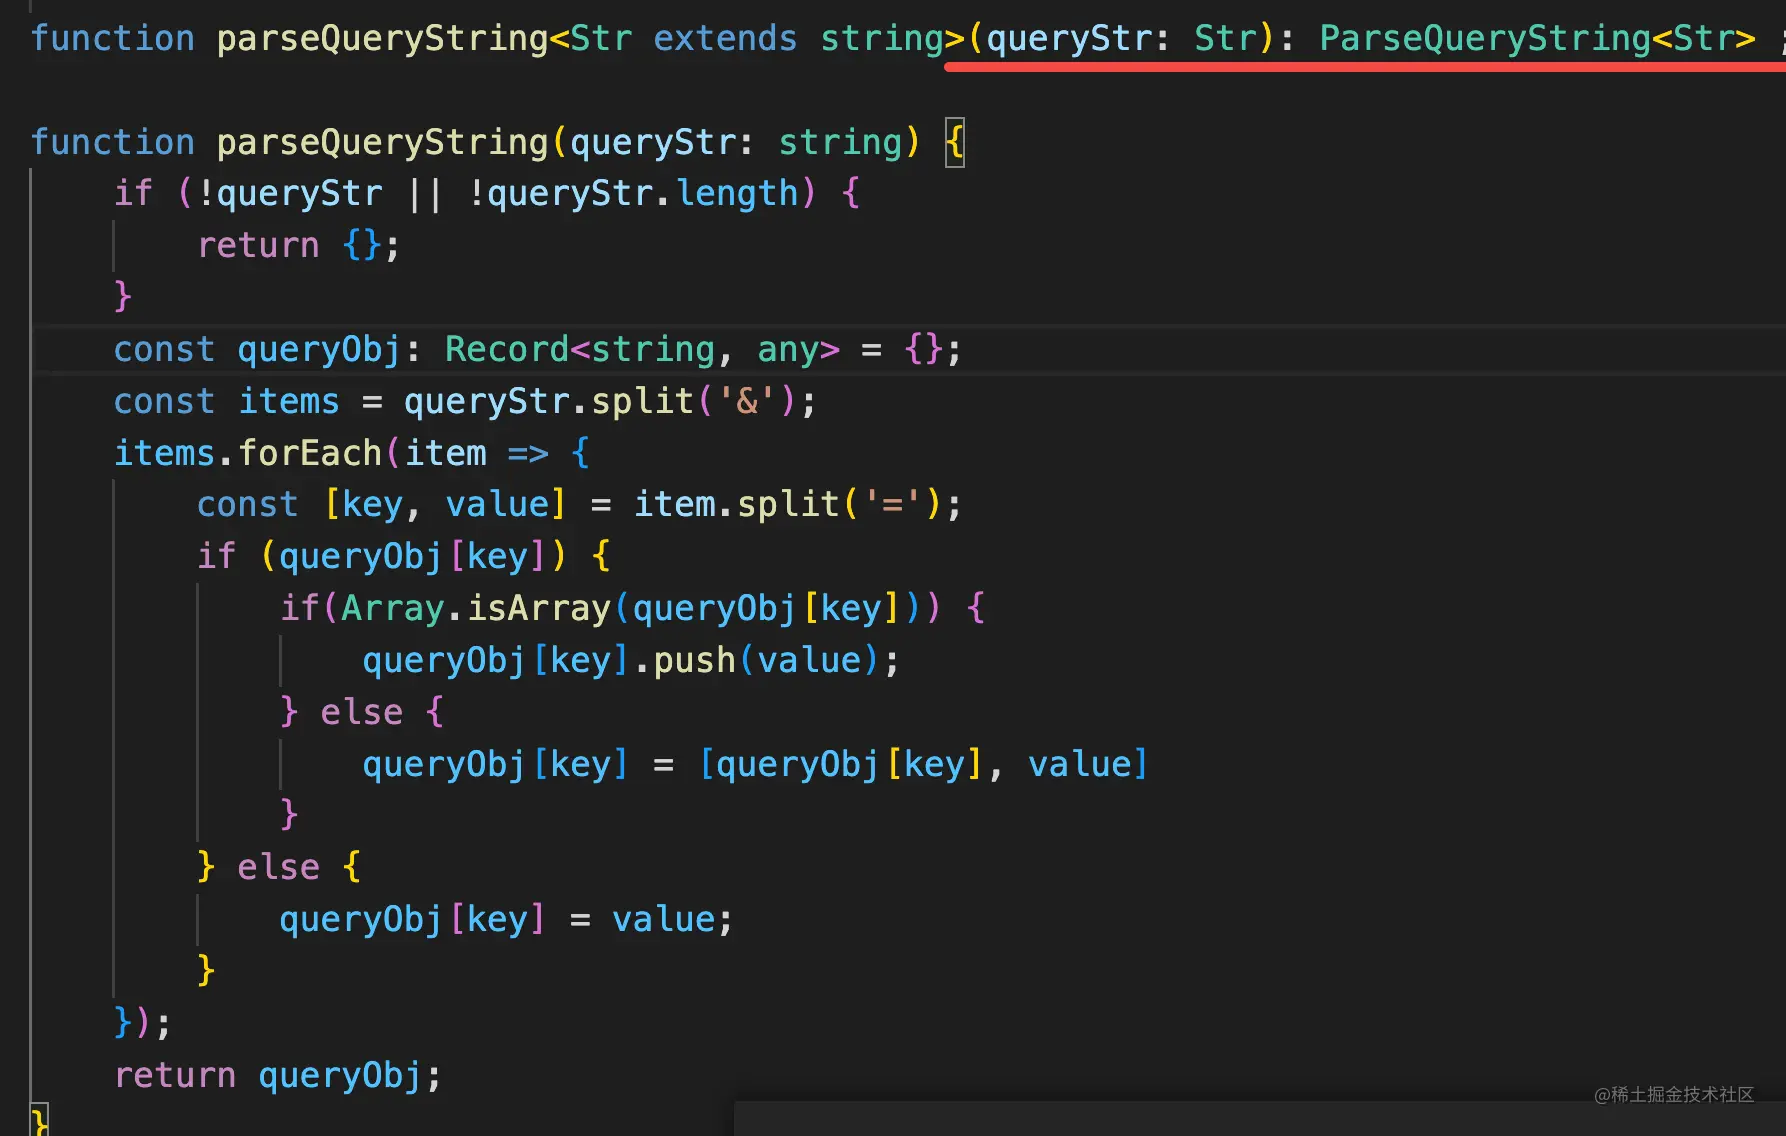 function parseQueryString<Str extends string>(queryStr: Str): ParseQueryString<Str> ;
function parseQueryString(queryStr: string) {
    if (!queryStr || !queryStr.length) {
        return {};
    }
    const queryObj: Record<string, any> = {};
    const items = queryStr.split('&');
    items.forEach(item => {
        const [key, value] = item.split('=');
        if (queryObj[key]) {
            if(Array.isArray(queryObj[key])) {
                queryObj[key].push(value);
            } else {
                queryObj[key] = [queryObj[key], value]
            }
        } else {
            queryObj[key] = value;
        }
    });
    return queryObj;
}
@稀土掘金技术社区